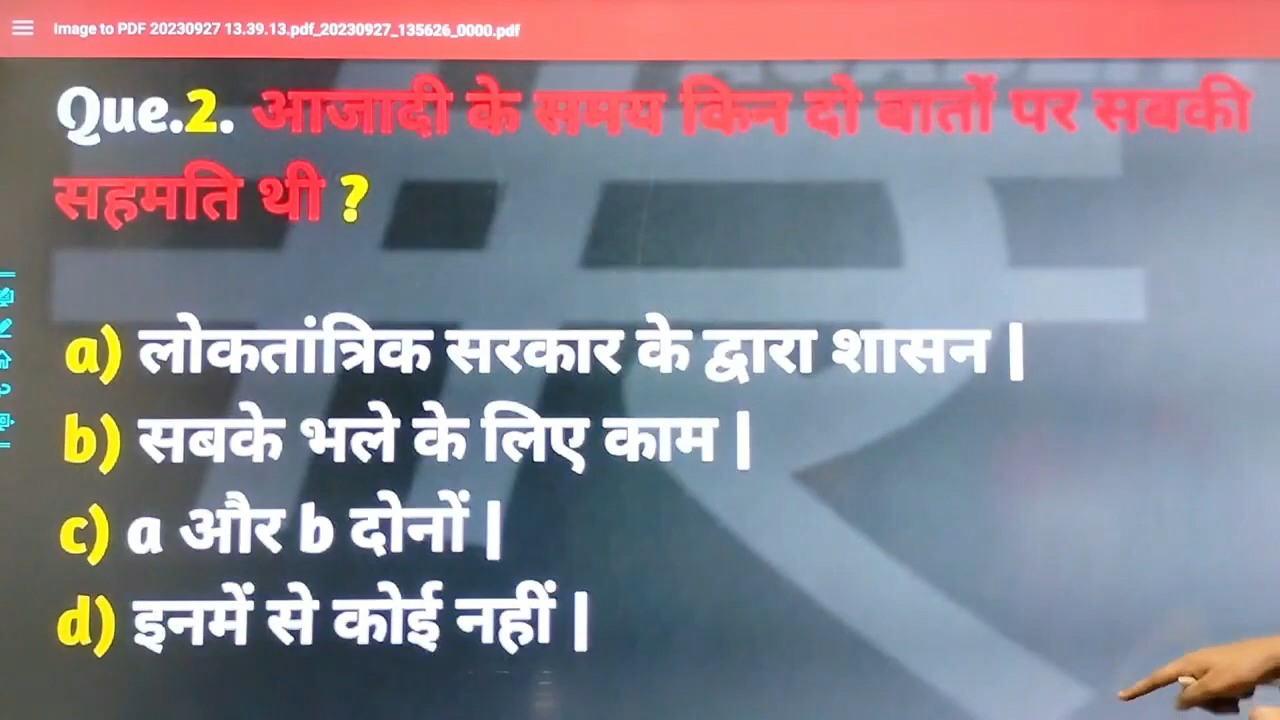 Image to PDF 20230927 13.39.13.pdf_20230927_135626_0000.pdf
Que.2. आजादी के समय किन दो बातों पर सबकी
सहमति थी ?
a) लोकतांत्रिक सरकार के द्वारा शासन |
b) सबके भले के लिए काम |
c) a और b दोनों |
d) इनमें से कोई नहीं |